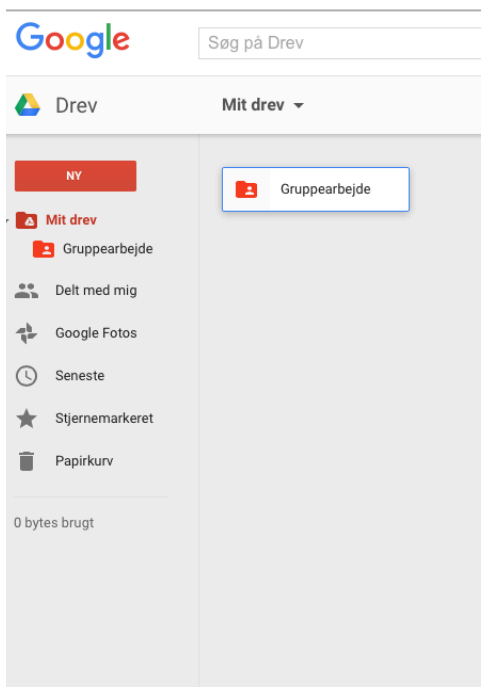 Google
Søg på Drev
Drev
Mit drev
NY
Mit drev
Gruppearbejde
Delt med mig
Google Fotos
Seneste
Stjernemarkeret
Papirkurv
0 bytes brugt
Gruppearbejde